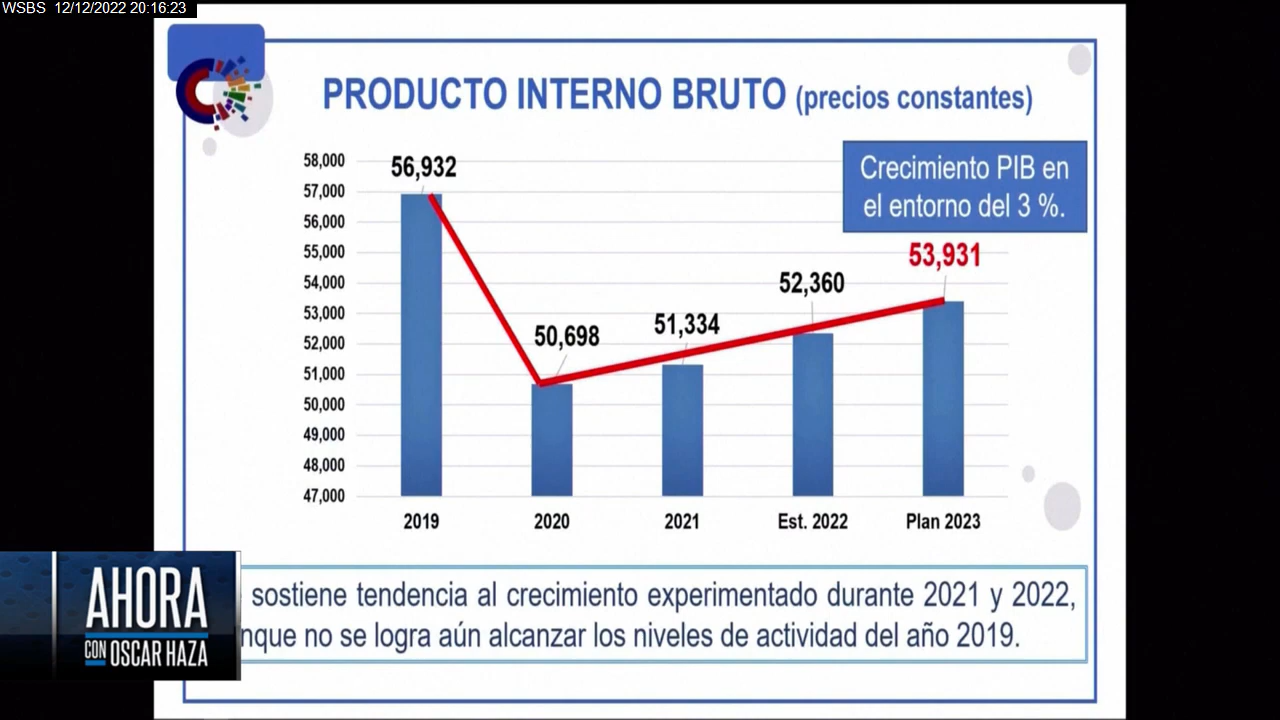 WSBS 12/12/2022 20:16:23
PRODUCTO INTERNO BRUTO (precios constantes)
Crecimiento PIB en
el entorno del 3 %.
58,000
57,000
56,000
55,000
54,000
53,000
52,000
51,000
50,000
49,000
48,000
47,000
56,932
50,698
51,334
52,360
53,931
2019
2020
2021
Est. 2022
Plan 2023
sostiene tendencia al crecimiento experimentado durante 2021 y 2022,
no se logra aún alcanzar los niveles de actividad del año 2019.
AHORA
CON OSCAR HAZA